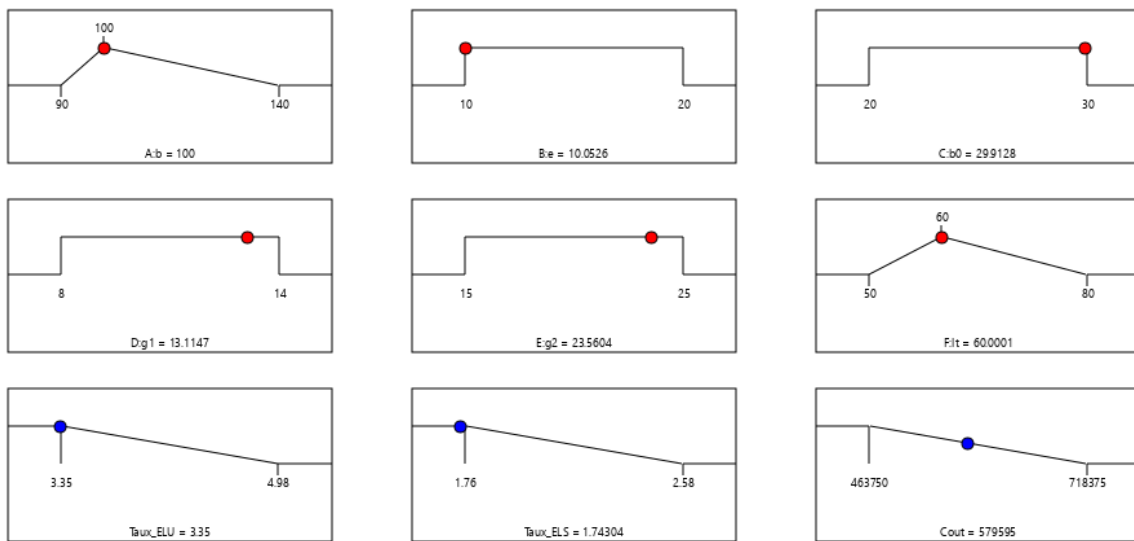 100
90 140
A:b = 100
10 20
B:e = 10.0526
20 30
C:b0 = 29.9128
8 14
D:g1 = 13.1147
15 25
E:g2 = 23.5604
60
50 80
F:lt = 60.0001
3.35 4.98
Taux_ELU = 3.35
1.76 2.58
Taux_ELS = 1.74304
463750 718375
Cout = 579595